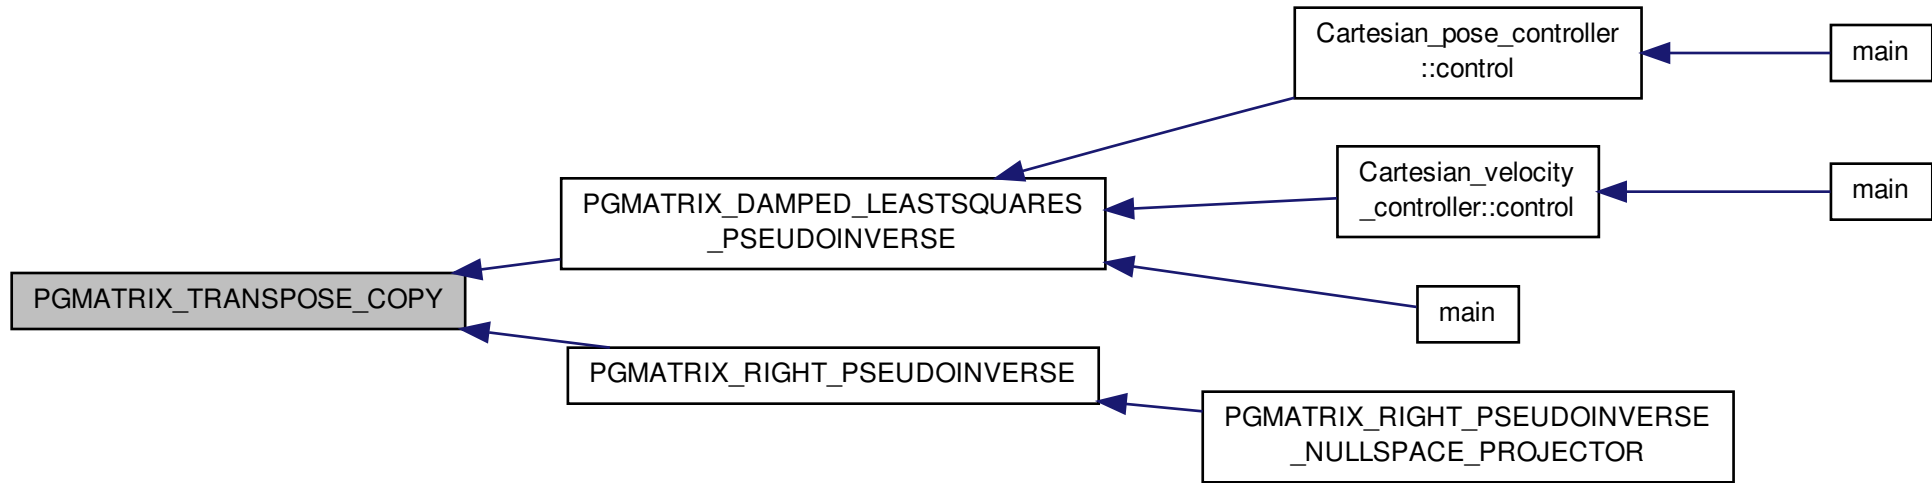 Cartesian_pose_controller
::control
main
Cartesian_velocity
_controller::control
main
PGMATRIX_DAMPED_LEASTSQUARES
_PSEUDOINVERSE
PGMATRIX_TRANSPOSE_COPY
main
PGMATRIX_RIGHT_PSEUDOINVERSE
PGMATRIX_RIGHT_PSEUDOINVERSE
_NULLSPACE_PROJECTOR